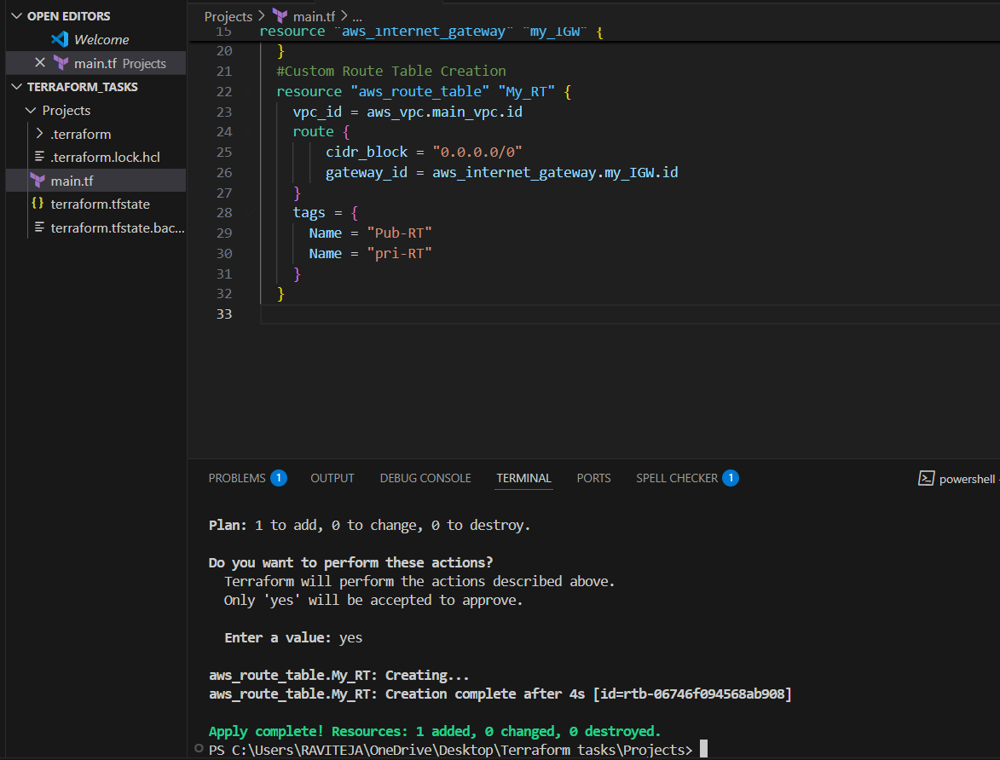 OPEN EDITORS
Welcome
main.tf Projects
TERRAFORM_TASKS
Projects
.terraform
.terraform.lock.hcl
main.tf
terraform.tfstate
terraform.tfstate.bac...
Projects > main.tf > ...
15 resource "aws_internet_gateway" "my_IGW" {
20 }
21 #Custom Route Table Creation
22 resource "aws_route_table" "My_RT" {
23 vpc_id = aws_vpc.main_vpc.id
24 route {
25 cidr_block = "0.0.0.0/0"
26 gateway_id = aws_internet_gateway.my_IGW.id
27 }
28 tags = {
29 Name = "Pub-RT"
30 Name = "pri-RT"
31 }
32 }
33
PROBLEMS 1 OUTPUT DEBUG CONSOLE TERMINAL PORTS SPELL CHECKER 1 powershell
Plan: 1 to add, 0 to change, 0 to destroy.
Do you want to perform these actions?
Terraform will perform the actions described above.
Only 'yes' will be accepted to approve.
Enter a value: yes
aws_route_table.My_RT: Creating...
aws_route_table.My_RT: Creation complete after 4s [id=rtb-06746f094568ab908]
Apply complete! Resources: 1 added, 0 changed, 0 destroyed.
PS C:\Users\RAVITEJA\OneDrive\Desktop\Terraform_tasks\Projects>